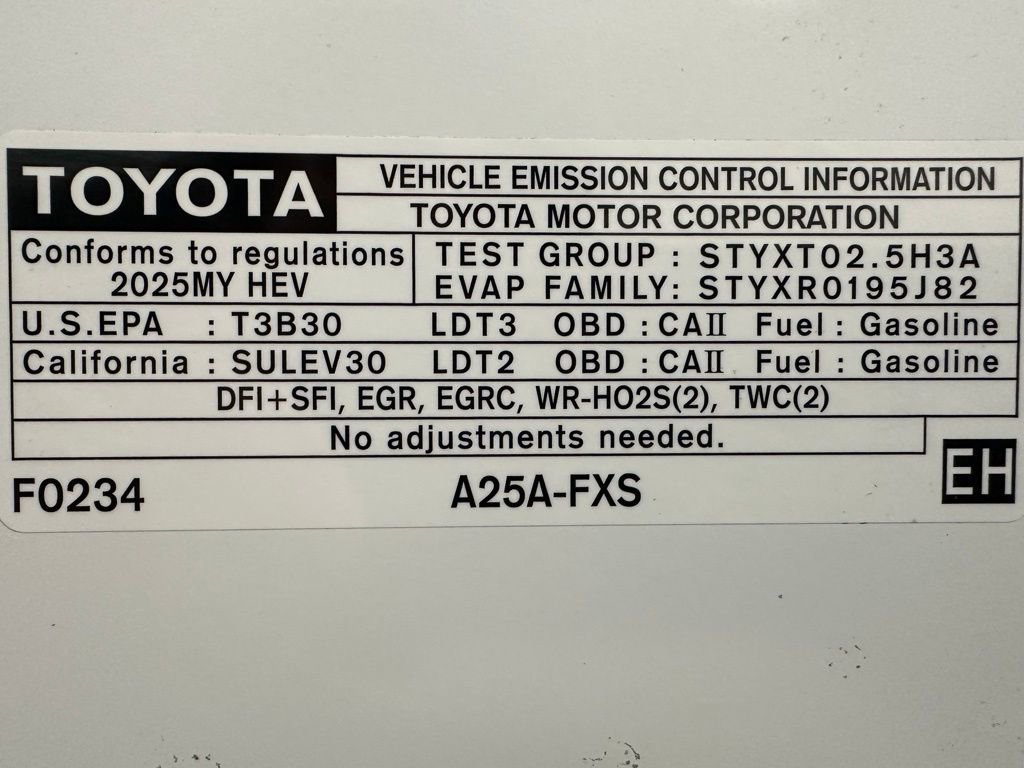 TOYOTA
VEHICLE EMISSION CONTROL INFORMATION
TOYOTA MOTOR CORPORATION
Conforms to regulations
2025MY HEV
TEST GROUP : STYXT02.5H3A
EVAP FAMILY: STYXR0195J82
U.S.EPA : T3B30 LDT3 OBD : CAⅡ Fuel : Gasoline
California : SULEV30 LDT2 OBD : CAⅡ Fuel : Gasoline
DFI+SFI, EGR, EGRC, WR-HO2S(2), TWC(2)
No adjustments needed.
F0234 A25A-FXS EH